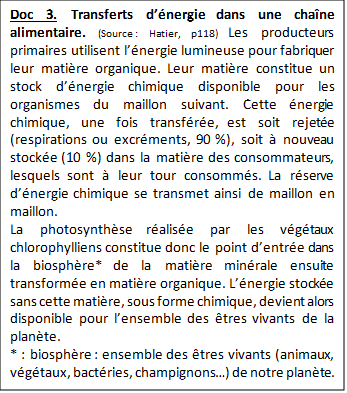 Doc 3. Transferts d'énergie dans une chaîne
alimentaire. (Source : Hatier, p118) Les producteurs
primaires utilisent l'énergie lumineuse pour fabriquer
leur matière organique. Leur matière constitue un
stock d'énergie chimique disponible pour les
organismes du maillon suivant. Cette énergie
chimique, une fois transférée, est soit rejetée
(respirations ou excréments, 90 %), soit à nouveau
stockée (10 %) dans la matière des consommateurs,
lesquels sont à leur tour consommés. La réserve
d'énergie chimique se transmet ainsi de maillon en
maillon.
La photosynthèse réalisée par les végétaux
chlorophylliens constitue donc le point d'entrée dans
la biosphère* de la matière minérale ensuite
transformée en matière organique. L'énergie stockée
sans cette matière, sous forme chimique, devient alors
disponible pour l'ensemble des êtres vivants de la
planète.
* : biosphère : ensemble des êtres vivants (animaux,
végétaux, bactéries, champignons…) de notre planète.